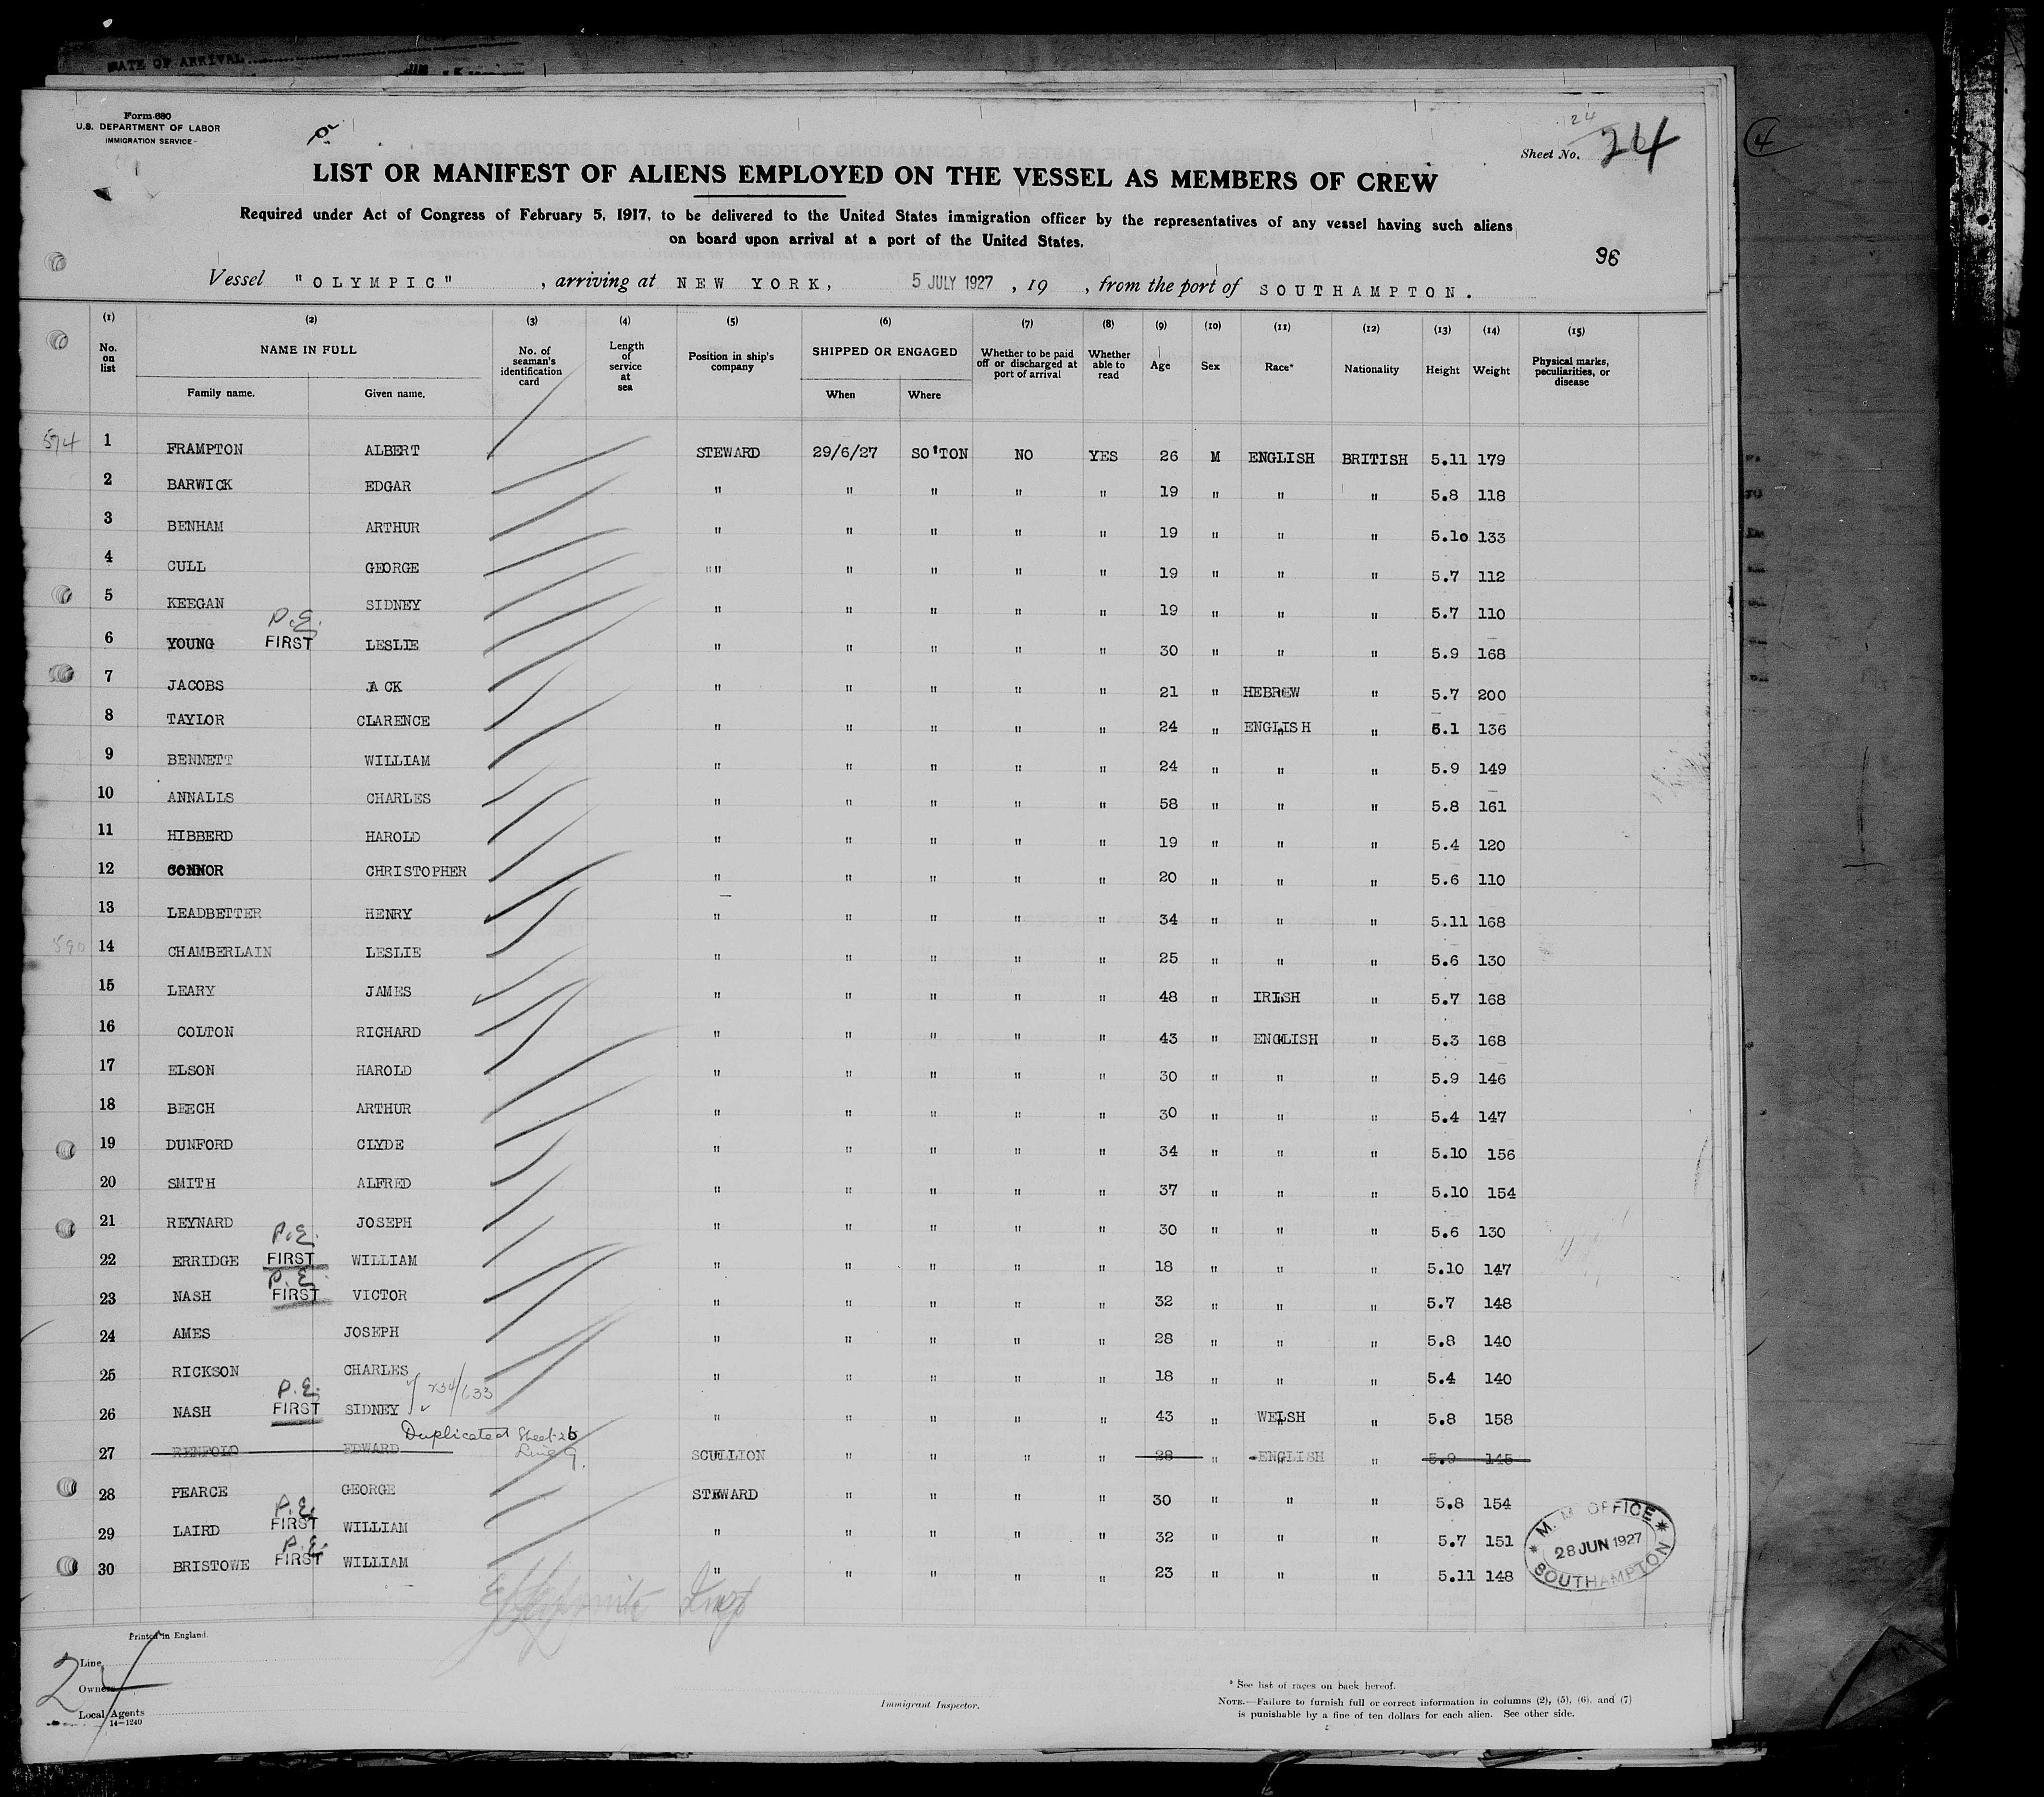 DATE OF ARRIVAL
Form 680
U.S. DEPARTMENT OF LABOR
IMMIGRATION SERVICE
24
Sheet No. 24
4
LIST OR MANIFEST OF ALIENS EMPLOYED ON THE VESSEL AS MEMBERS OF CREW
Required under Act of Congress of February 5, 1917, to be delivered to the United States immigration officer by the representatives of any vessel having such aliens
on board upon arrival at a port of the United States.
96
Vessel "OLYMPIC", arriving at NEW YORK, 5 JULY 1927, 19 , from the port of SOUTHAMPTON.
(1) (2) (3) (4) (5) (6) (7) (8) (9) (10) (11) (12) (13) (14) (15)
No. on list NAME IN FULL No. of seaman's identification card Length of service at sea Position in ship's company SHIPPED OR ENGAGED Whether to be paid off or discharged at port of arrival Whether able to read Age Sex Race* Nationality Height Weight Physical marks, peculiarities, or disease
Family name. Given name. When Where
574 1 FRAMPTON ALBERT STEWARD 29/6/27 SO'TON NO YES 26 M ENGLISH BRITISH 5.11 179
2 BARWICK EDGAR " " " " " 19 " " " 5.8 118
3 BENHAM ARTHUR " " " " " 19 " " " 5.10 133
4 CULL GEORGE "" " " " " 19 " " " 5.7 112
5 KEEGAN SIDNEY " " " " " 19 " " " 5.7 110
P.E.
6 YOUNG FIRST LESLIE " " " " " 30 " " " 5.9 168
7 JACOBS JACK " " " " " 21 " HEBREW " 5.7 200
8 TAYLOR CLARENCE " " " " " 24 " ENGLISH " 6.1 136
9 BENNETT WILLIAM " " " " " 24 " " " 5.9 149
10 ANNALLS CHARLES " " " " " 58 " " " 5.8 161
11 HIBBERD HAROLD " " " " " 19 " " " 5.4 120
12 CONNOR CHRISTOPHER " " " " " 20 " " " 5.6 110
13 LEADBETTER HENRY " " " " " 34 " " " 5.11 168
590 14 CHAMBERLAIN LESLIE " " " " " 25 " " " 5.6 130
15 LEARY JAMES " " " " " 48 " IRISH " 5.7 168
16 COLTON RICHARD " " " " " 43 " ENGLISH " 5.3 168
17 ELSON HAROLD " " " " " 30 " " " 5.9 146
18 BEECH ARTHUR " " " " " 30 " " " 5.4 147
19 DUNFORD CLYDE " " " " " 34 " " " 5.10 156
20 SMITH ALFRED " " " " " 37 " " " 5.10 154
21 REYNARD JOSEPH " " " " " 30 " " " 5.6 130
P.E.
22 ERRIDGE FIRST WILLIAM " " " " " 18 " " " 5.10 147
P.E.
23 NASH FIRST VICTOR " " " " " 32 " " " 5.7 148
24 AMES JOSEPH " " " " " 28 " " " 5.8 140
25 RICKSON CHARLES " " " " " 18 " " " 5.4 140
P.E. 234/633
26 NASH FIRST SIDNEY " " " " " 43 " WELSH " 5.8 158
Duplicated Sheet 26
Line 9.
27 RENFOLD EDWARD SCULLION " " " " 28 " ENGLISH " 5.9 145
28 PEARCE GEORGE STEWARD " " " " 30 " " " 5.8 154
P.E.
29 LAIRD FIRST WILLIAM " " " " " 32 " " " 5.7 151
P.E.
30 BRISTOWE FIRST WILLIAM " " " " " 23 " " " 5.11 148
M. M. OFFICE
28 JUN 1927
SOUTHAMPTON
Printed in England.
24
Line
Owners
Local Agents
14—1240
Immigrant Inspector.
* See list of races on back hereof.
NOTE.—Failure to furnish full or correct information in columns (2), (5), (6), and (7)
is punishable by a fine of ten dollars for each alien. See other side.